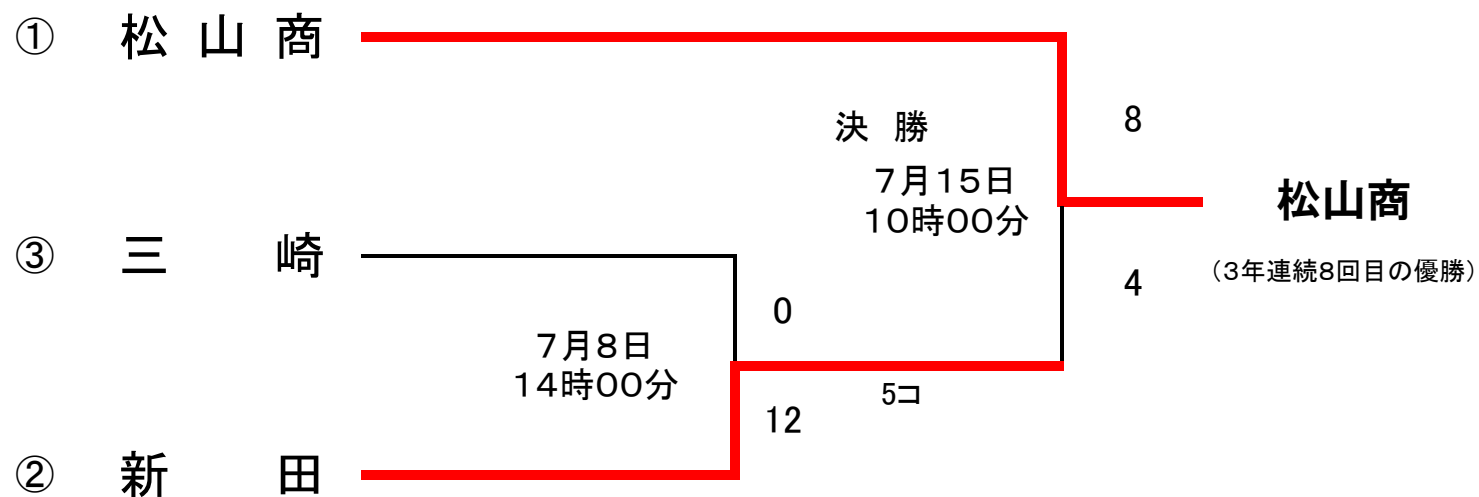 ① 松山商
決 勝
7月15日
10時00分
8
松山商
(3年連続8回目の優勝)
4
③ 三崎
0
7月8日
14時00分
5コ
12
② 新田